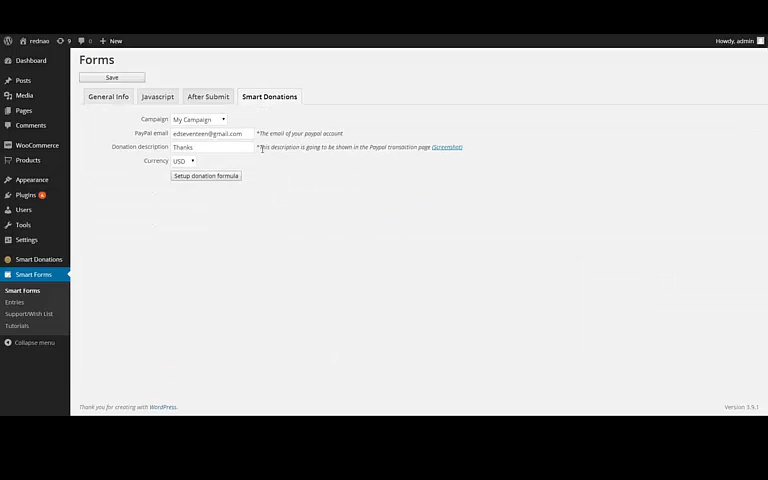 rednao 9 0 + New Howdy, admin
Dashboard
Posts
Media
Pages
Comments
WooCommerce
Products
Appearance
Plugins 6
Users
Tools
Settings
Smart Donations
Smart Forms
Smart Forms
Entries
Support/Wish List
Tutorials
Collapse menu
Forms
Save
General Info Javascript After Submit Smart Donations
Campaign My Campaign
PayPal email edseventeen@gmail.com *The email of your paypal account
Donation description Thanks *This description is going to be shown in the Paypal transaction page (Screenshot)
Currency USD
Setup donation formula
Thank you for creating with WordPress. Version 3.9.1